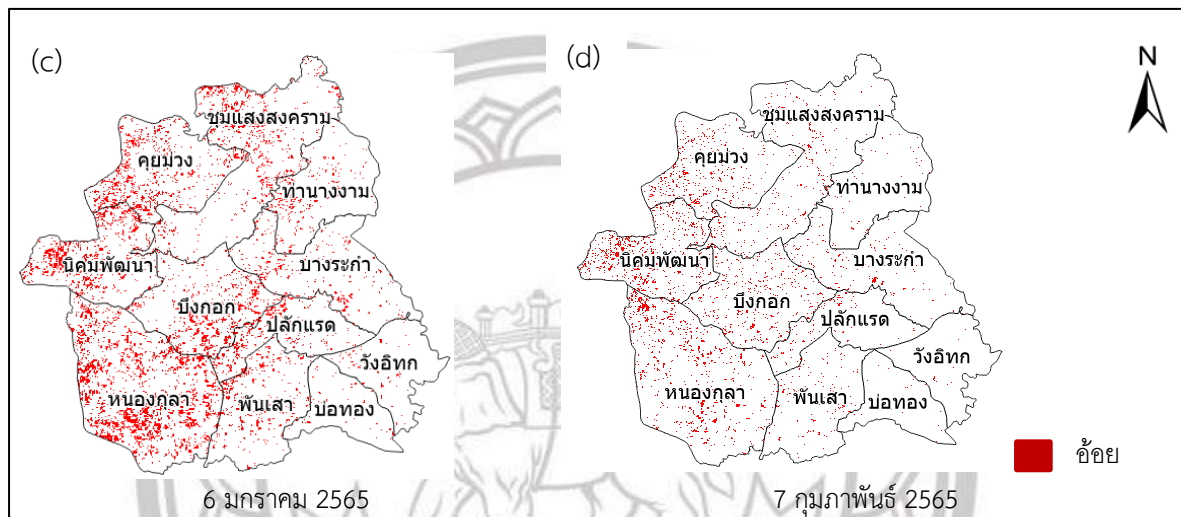 (c)
ชุมแสงสงคราม
คุยม่วง
ท่านางงาม
นิคมพัฒนา
บางระกำ
บึงกอก
ปลักแรด
วังอิทก
หนองกุลา
พันเสา
บ่อทอง
6 มกราคม 2565
(d)
ชุมแสงสงคราม
คุยม่วง
ท่านางงาม
นิคมพัฒนา
บางระกำ
บึงกอก
ปลักแรด
วังอิทก
หนองกุลา
พันเสา
บ่อทอง
7 กุมภาพันธ์ 2565
N
อ้อย